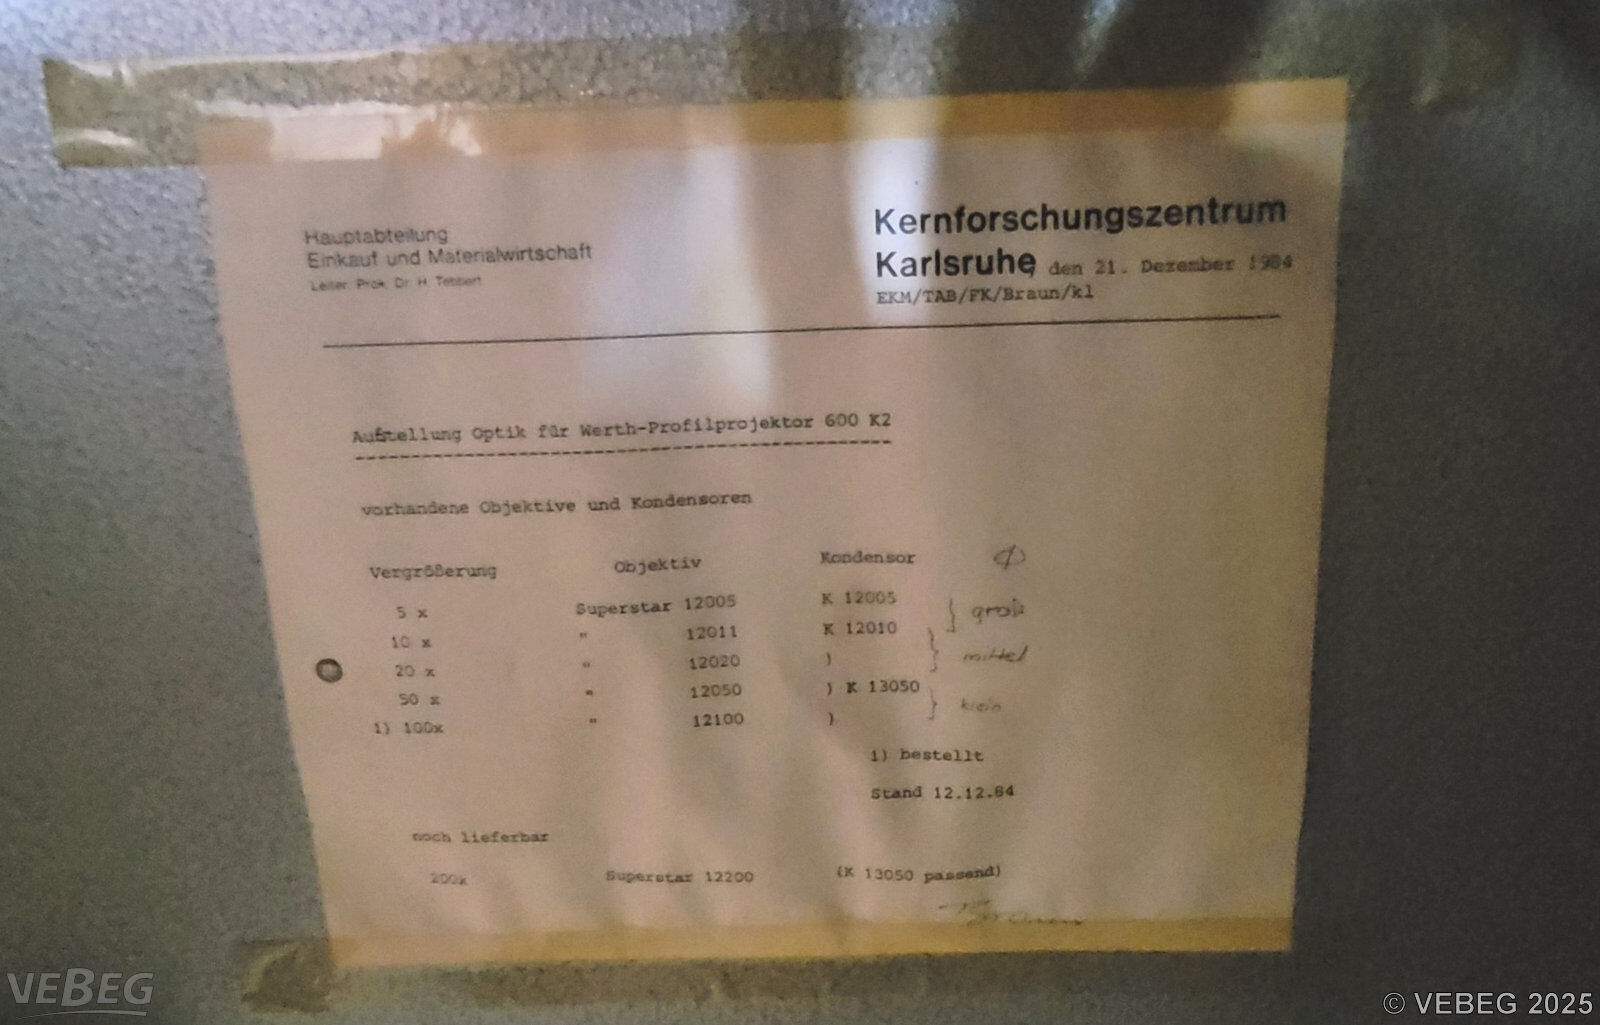 Hauptabteilung
Einkauf und Materialwirtschaft
Leiter Prok. Dr. H. Tebbert
Kernforschungszentrum
Karlsruhe, den 21. Dezember 1984
EKM/TAB/FK/Braun/kl
Aufstellung Optik für Werth-Profilprojektor 600 K2
vorhandene Objektive und Kondensoren
Vergrößerung Objektiv Kondensor ϕ
5 x Superstar 12005 K 12005 } groß
10 x " 12011 K 12010
20 x " 12020 ) } mittel
50 x " 12050 ) K 13050
1) 100x " 12100 ) } klein
1) bestellt
Stand 12.12.84
noch lieferbar
200x Superstar 12200 (K 13050 passend)
VEBEG
© VEBEG 2025